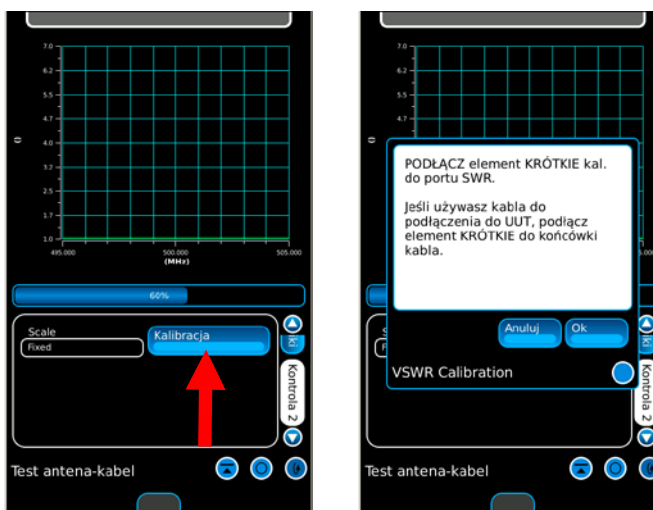 7.0
6.2
5.5
4.7
4.0
3.2
2.5
1.7
1.0
495.000 500.000 505.000
(MHz)
60%
Scale
Fixed
Kalibracja
Kontrola 2
Test antena-kabel
7.0
6.2
5.5
4.7
PODŁĄCZ element KRÓTKIE kal.
do portu SWR.
Jeśli używasz kabla do
podłączenia do UUT, podłącz
element KRÓTKIE do końcówki
kabla.
Anuluj Ok
VSWR Calibration
Kontrola 2
Test antena-kabel